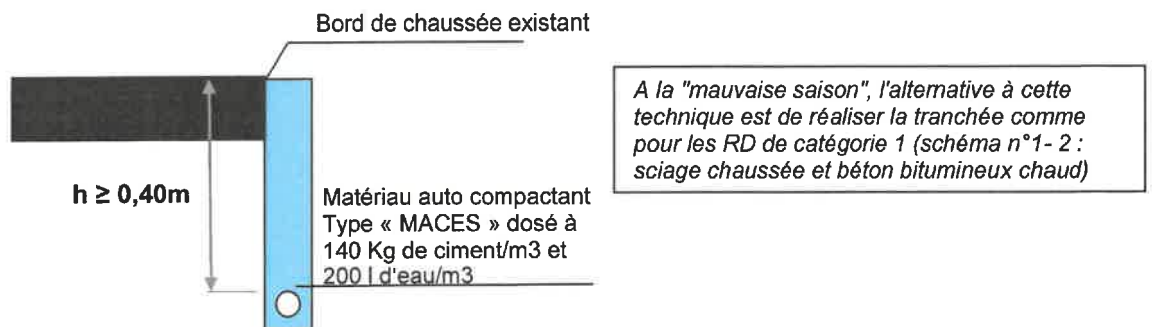 Bord de chaussée existant
h ≥ 0,40m
Matériau auto compactant
Type « MACES » dosé à
140 Kg de ciment/m3 et
200 l d'eau/m3
A la "mauvaise saison", l'alternative à cette
technique est de réaliser la tranchée comme
pour les RD de catégorie 1 (schéma n°1- 2 :
sciage chaussée et béton bitumineux chaud)